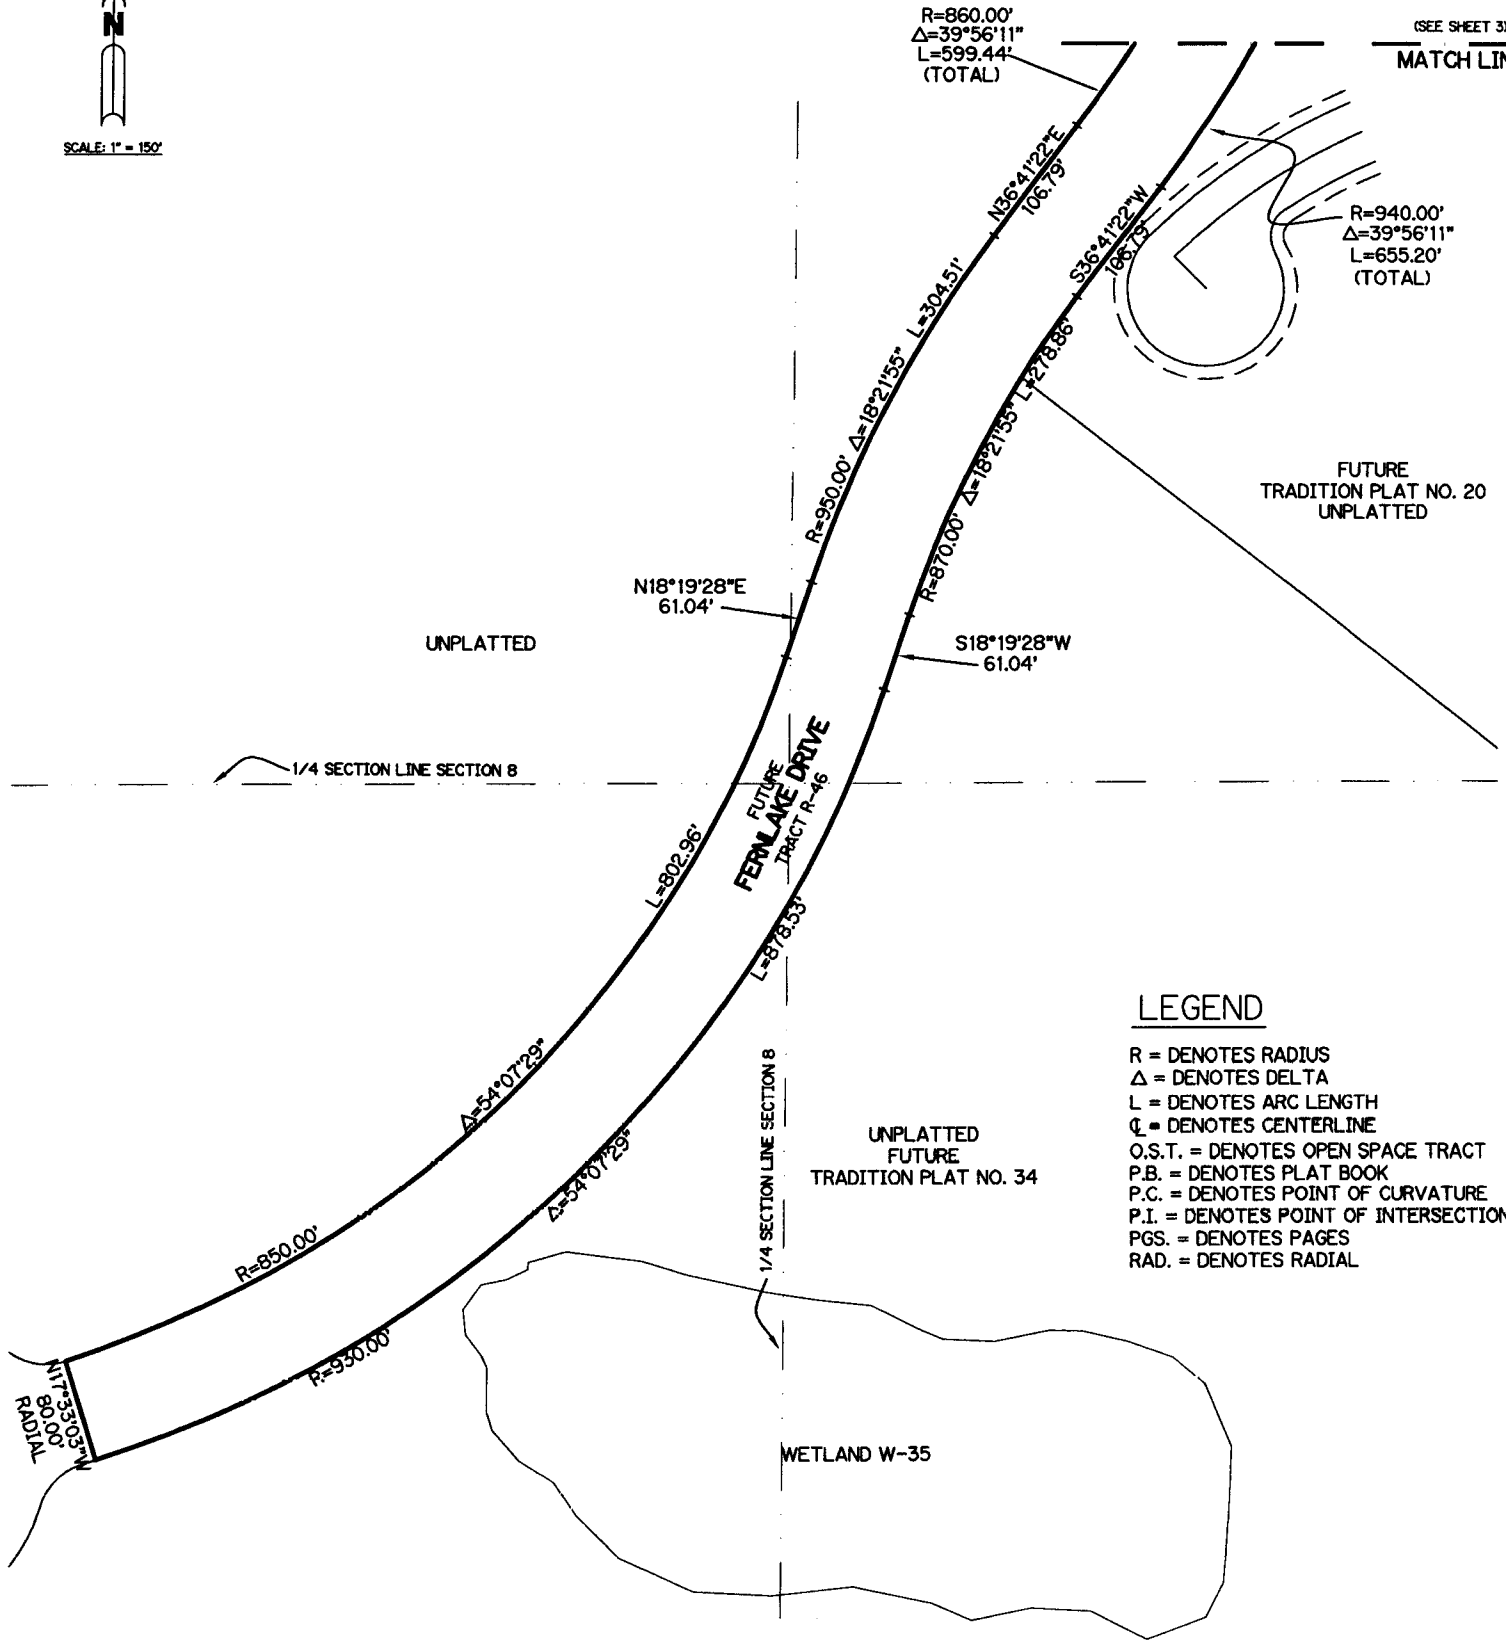 N
SCALE: 1" = 150'
R=860.00'
Δ=39°56'11"
L=599.44'
(TOTAL)
(SEE SHEET 3)
MATCH LIN
N36°41'22"E
106.79'
S36°41'22"W
106.79'
R=940.00'
Δ=39°56'11"
L=655.20'
(TOTAL)
R=950.00' Δ=18°21'55" L=304.51'
R=870.00' Δ=18°21'55" L=278.86'
FUTURE
TRADITION PLAT NO. 20
UNPLATTED
N18°19'28"E
61.04'
UNPLATTED
S18°19'28"W
61.04'
1/4 SECTION LINE SECTION 8
FUTURE
FERNLAKE DRIVE
TRACT R-46
L=802.96'
L=878.53'
Δ=54°07'29"
Δ=54°07'29"
R=850.00'
R=930.00'
N17°33'03"W
80.00'
RADIAL
1/4 SECTION LINE SECTION 8
UNPLATTED
FUTURE
TRADITION PLAT NO. 34
WETLAND W-35
LEGEND
R = DENOTES RADIUS
Δ = DENOTES DELTA
L = DENOTES ARC LENGTH
℄ = DENOTES CENTERLINE
O.S.T. = DENOTES OPEN SPACE TRACT
P.B. = DENOTES PLAT BOOK
P.C. = DENOTES POINT OF CURVATURE
P.I. = DENOTES POINT OF INTERSECTION
PGS. = DENOTES PAGES
RAD. = DENOTES RADIAL